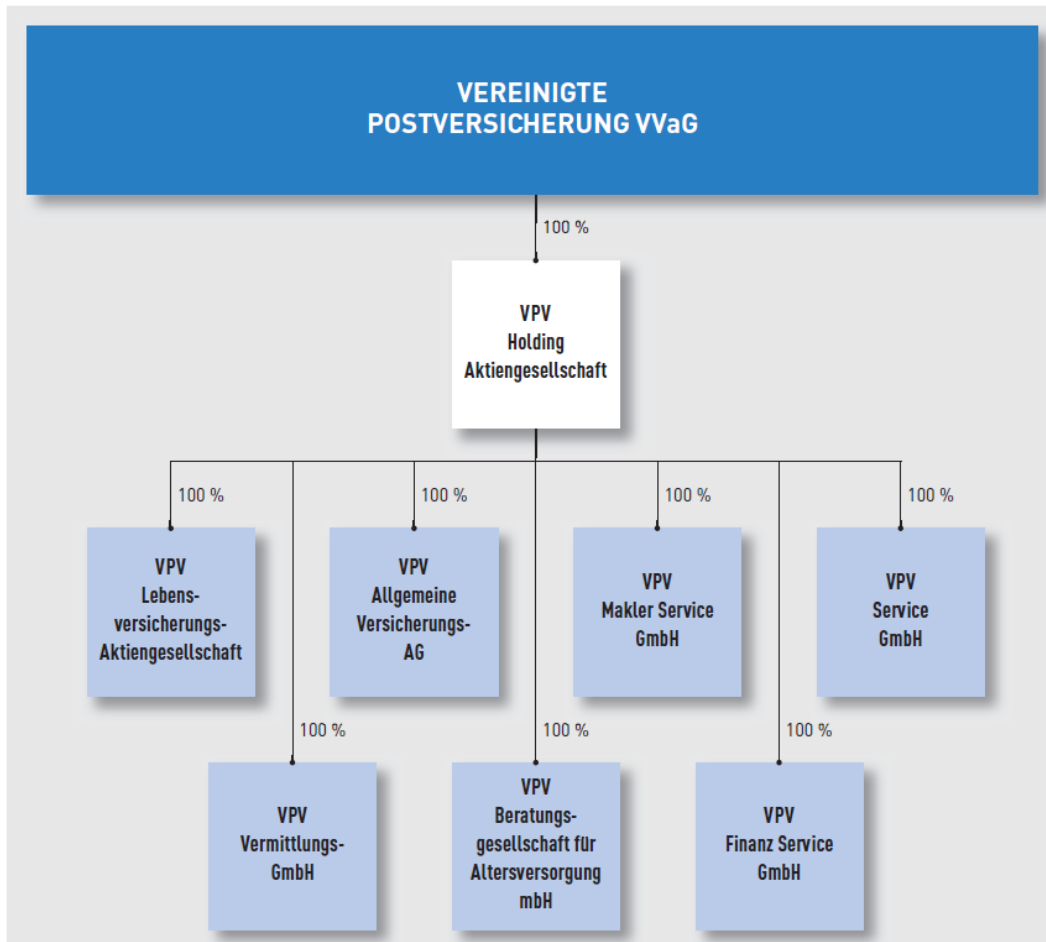 VEREINIGTE
POSTVERSICHERUNG VVaG
100 %
VPV
Holding
Aktiengesellschaft
100 %
100 %
100 %
100 %
VPV
Lebens-
versicherungs-
Aktiengesellschaft
VPV
Allgemeine
Versicherungs-
AG
VPV
Makler Service
GmbH
VPV
Service
GmbH
100 %
100 %
100 %
VPV
Vermittlungs-
GmbH
VPV
Beratungs-
gesellschaft für
Altersversorgung
mbH
VPV
Finanz Service
GmbH